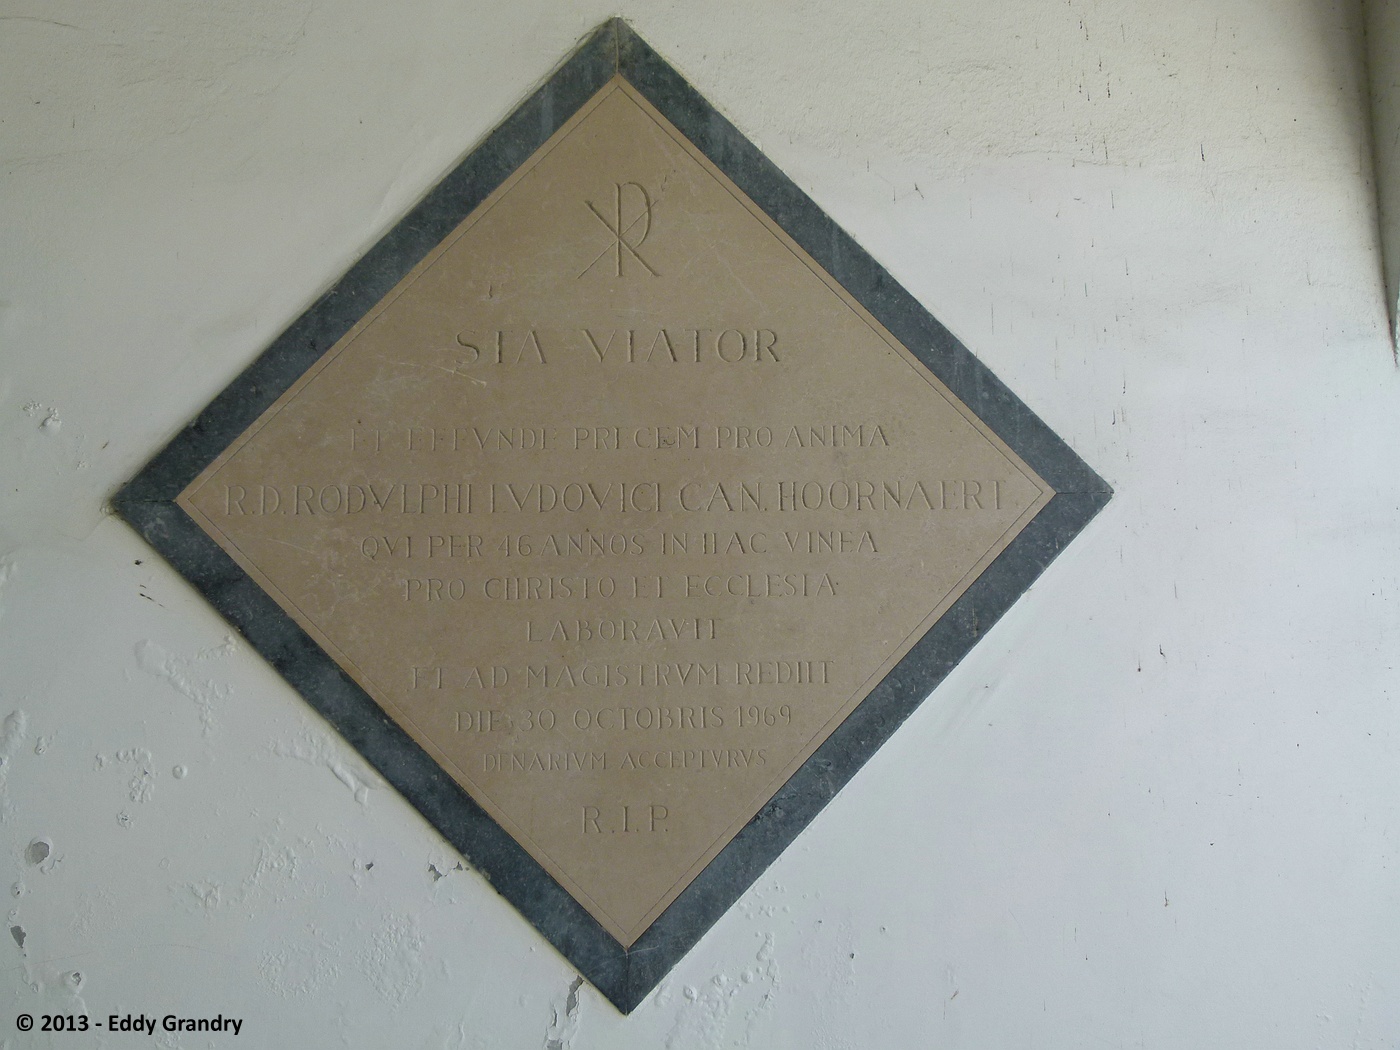 STA VIATOR
ET EFFVNDE PRECEM PRO ANIMA
R.D. RODVLPHI LVDOVICI CAN. HOORNAERT
QVI PER 46 ANNOS IN HAC VINEA
PRO CHRISTO ET ECCLESIA
LABORAVIT
ET AD MAGISTRVM REDIIT
DIE 30 OCTOBRIS 1969
DENARIVM ACCEPTVRVS
R.I.P.
© 2013 - Eddy Grandry